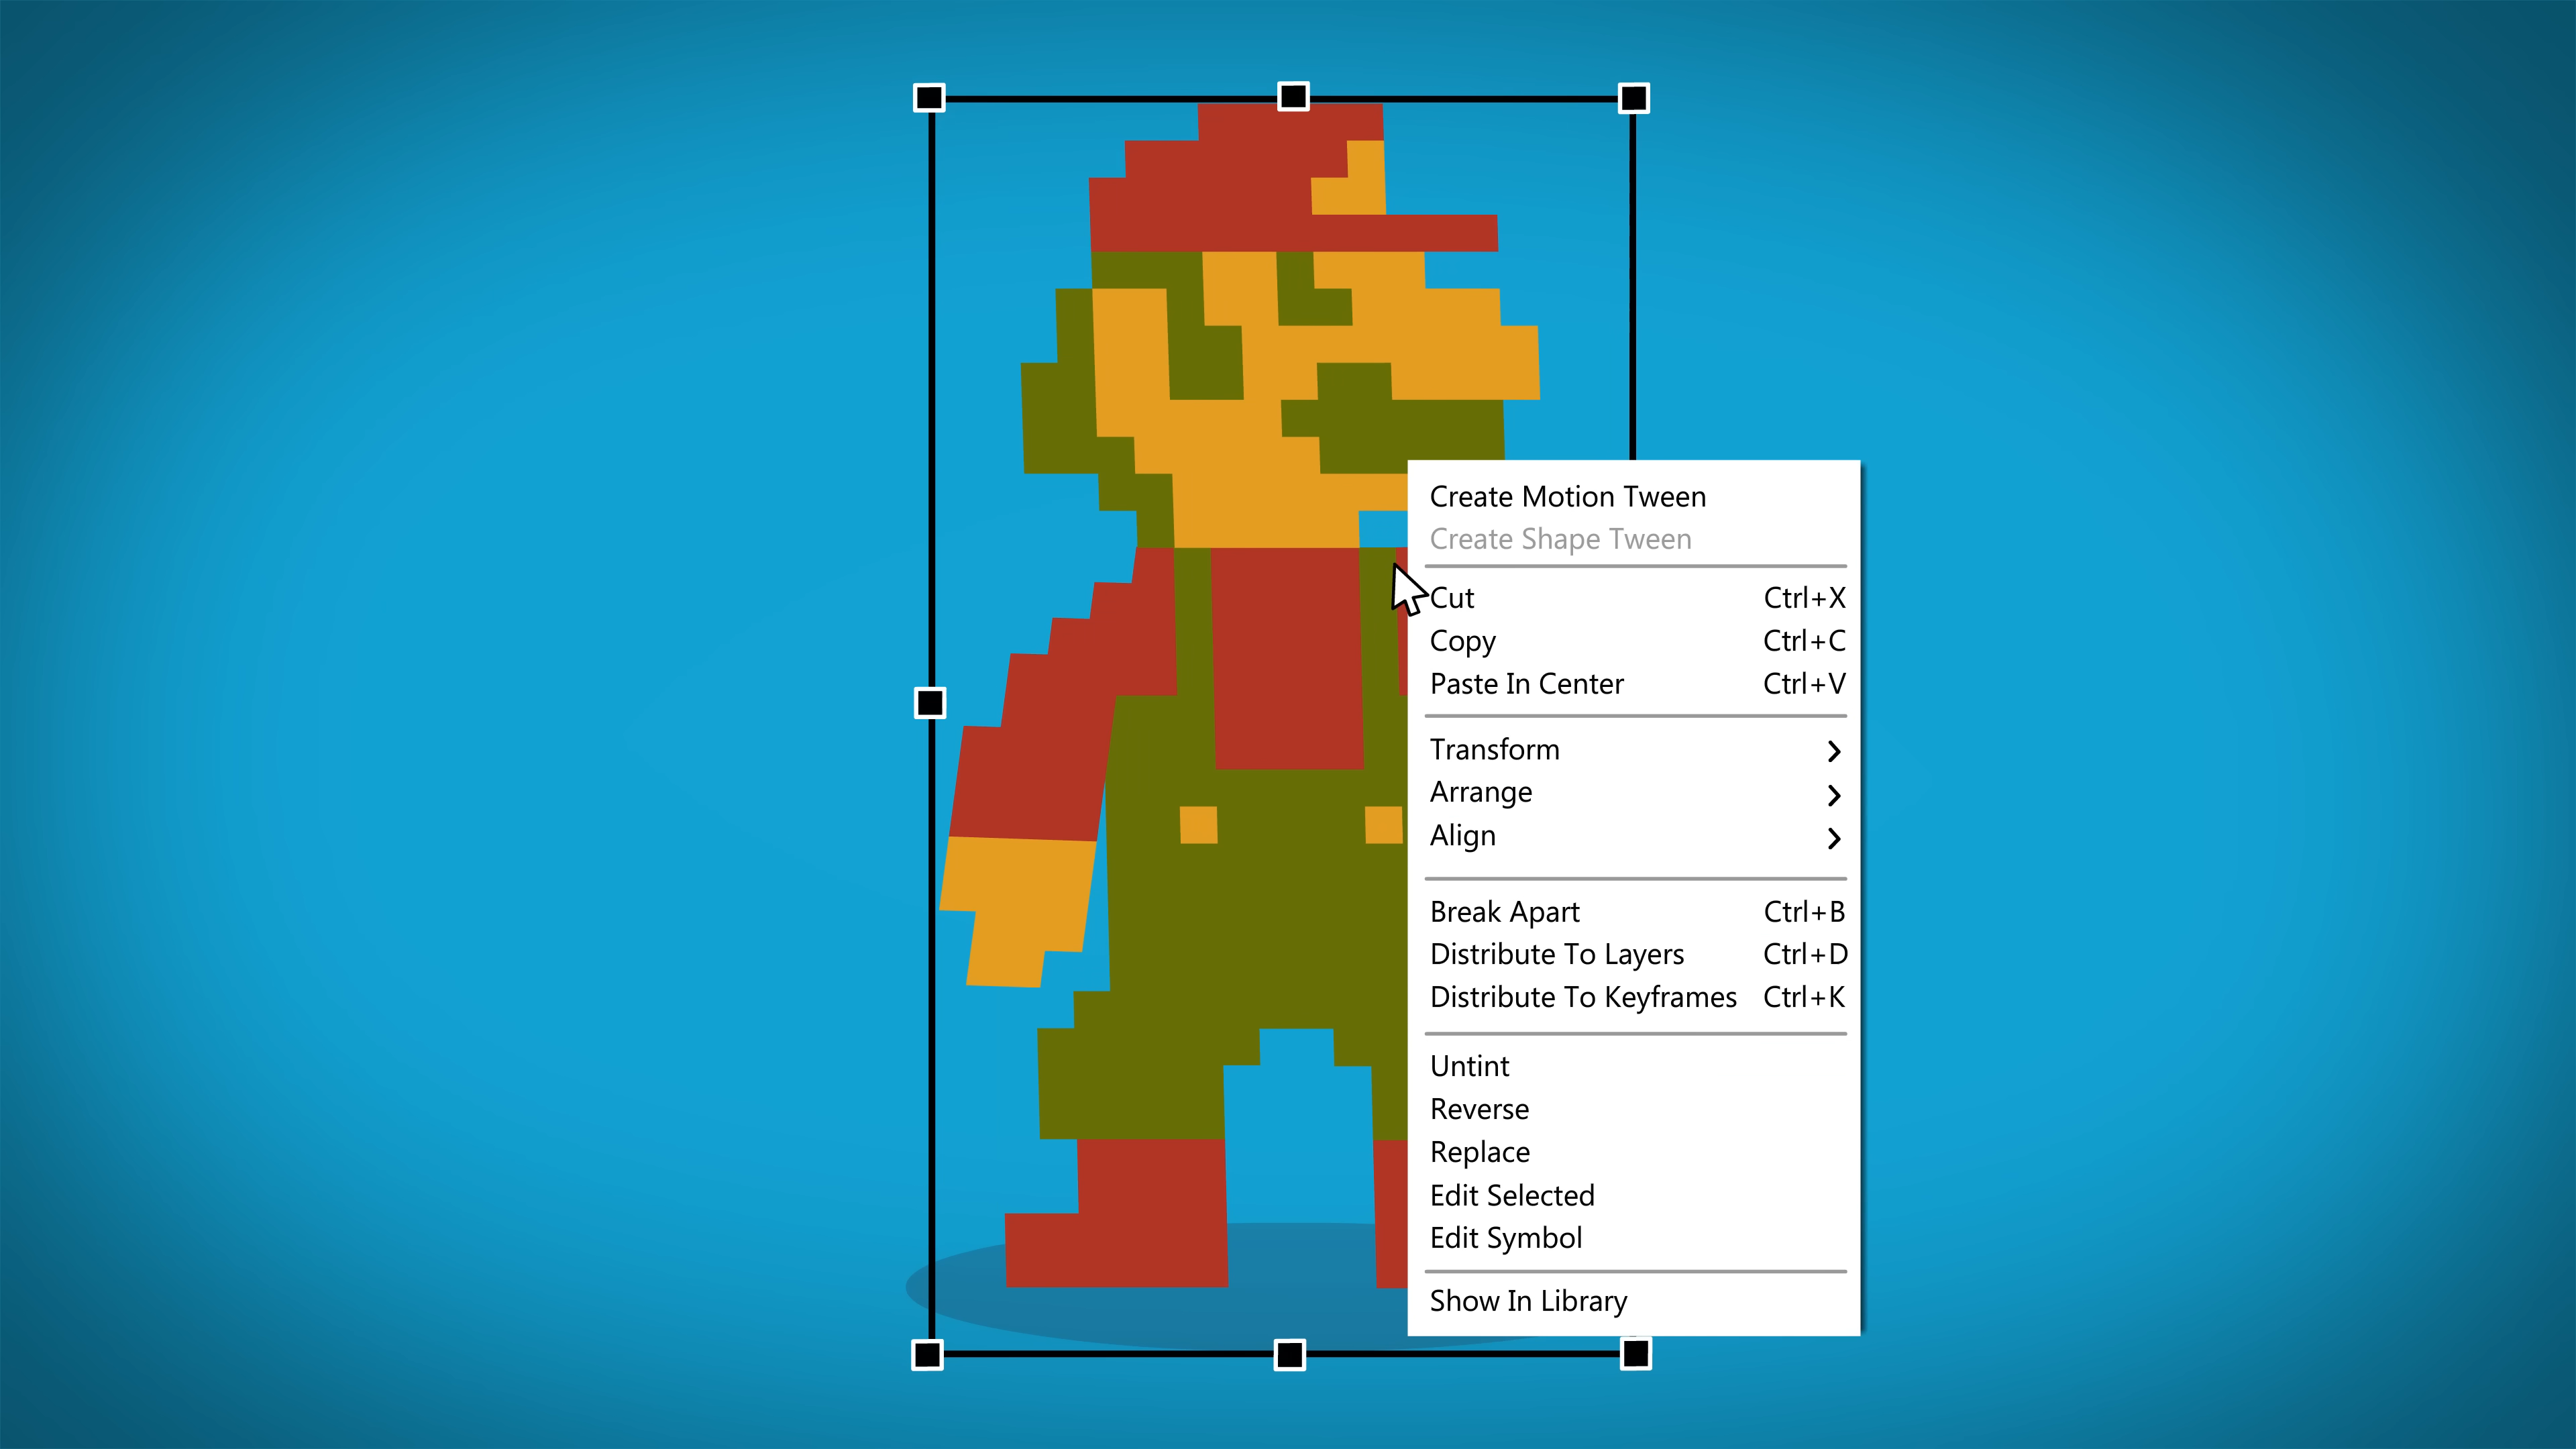 Create Motion Tween
Create Shape Tween
Cut Ctrl+X
Copy Ctrl+C
Paste In Center Ctrl+V
Transform
Arrange
Align
Break Apart Ctrl+B
Distribute To Layers Ctrl+D
Distribute To Keyframes Ctrl+K
Untint
Reverse
Replace
Edit Selected
Edit Symbol
Show In Library